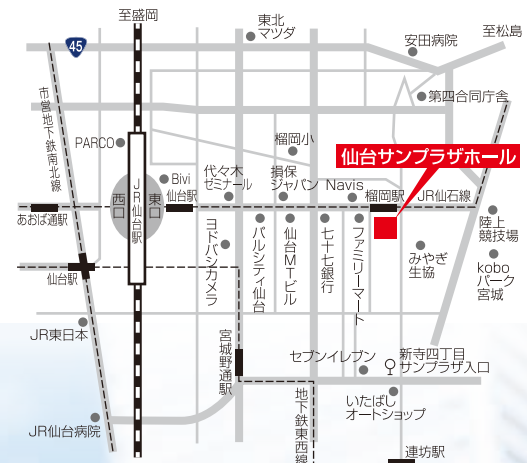 至盛岡
東北
マツダ
至松島
45
安田病院
第四合同庁舎
市営地下鉄南北線
PARCO
榴岡小
仙台サンプラザホール
Bivi
代々木
ゼミナール
損保
ジャパン
Navis
榴岡駅
JR仙石線
西口
JR仙台駅
東口
仙台駅
あおば通駅
ヨドバシカメラ
パルシティ仙台
仙台MTビル
七十七銀行
ファミリーマート
みやぎ
生協
陸上
競技場
kobo
パーク
宮城
仙台駅
JR東日本
宮城野通駅
セブンイレブン
新寺四丁目
サンプラザ入口
地下鉄東西線
いたばし
オートショップ
JR仙台病院
連坊駅